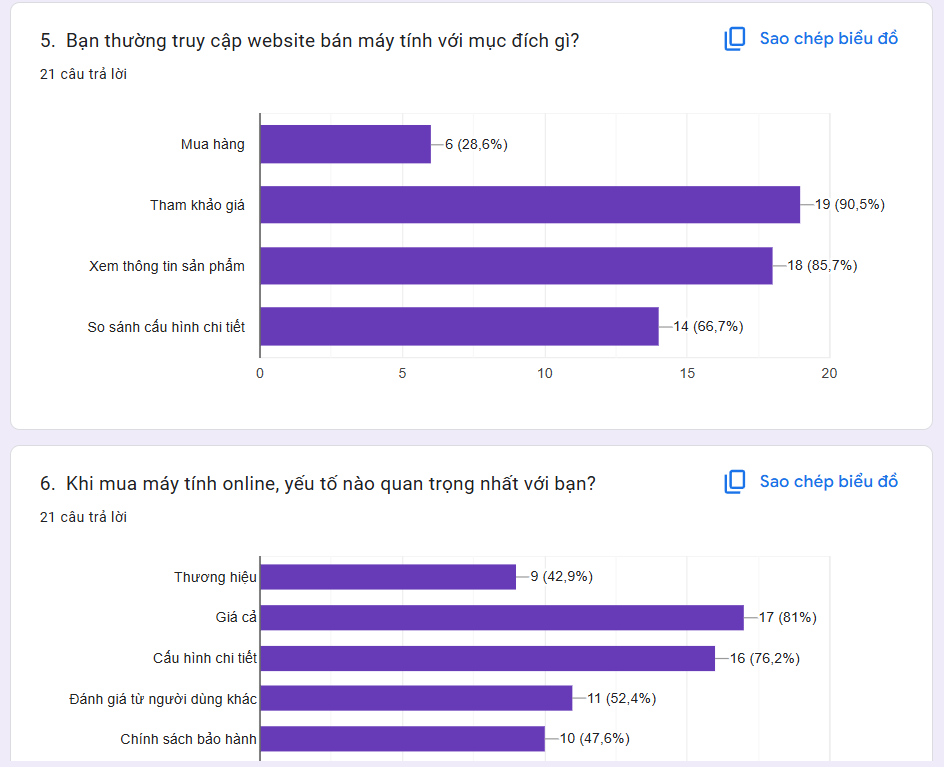 5. Bạn thường truy cập website bán máy tính với mục đích gì?
Sao chép biểu đồ
21 câu trả lời
Mua hàng
6 (28,6%)
Tham khảo giá
19 (90,5%)
Xem thông tin sản phẩm
18 (85,7%)
So sánh cấu hình chi tiết
14 (66,7%)
0 5 10 15 20
6. Khi mua máy tính online, yếu tố nào quan trọng nhất với bạn?
Sao chép biểu đồ
21 câu trả lời
Thương hiệu
9 (42,9%)
Giá cả
17 (81%)
Cấu hình chi tiết
16 (76,2%)
Đánh giá từ người dùng khác
11 (52,4%)
Chính sách bảo hành
10 (47,6%)